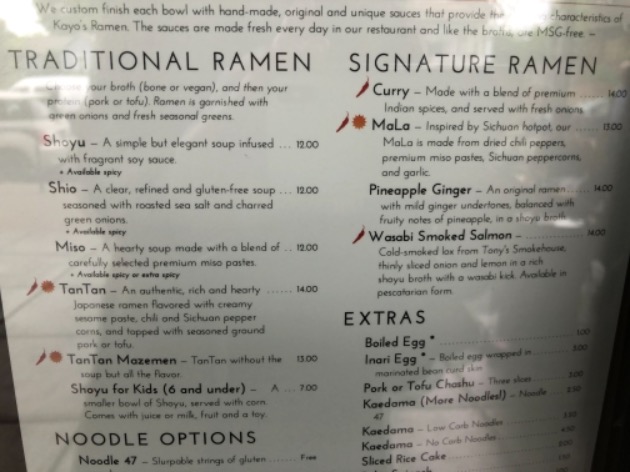 We custom finish each bowl with hand-made, original and unique sauces that provide the characteristics of
Kayo's Ramen. The sauces are made fresh every day in our restaurant and like the broths, are MSG-free. ~
TRADITIONAL RAMEN
your broth (bone or vegan), and then your
protein (pork or tofu). Ramen is garnished with
green onions and fresh seasonal greens.
Shoyu – A simple but elegant soup infused ... 12.00
with fragrant soy sauce.
• Available spicy
Shio – A clear, refined and gluten-free soup ... 12.00
seasoned with roasted sea salt and charred
green onions.
• Available spicy
Miso – A hearty soup made with a blend of .. 12.00
carefully selected premium miso pastes.
• Available spicy or extra spicy
TanTan – An authentic, rich and hearty ....... 14.00
Japanese ramen flavored with creamy
sesame paste, chili and Sichuan pepper
corns, and topped with seasoned ground
pork or tofu.
TanTan Mazemen – TanTan without the 13.00
soup but all the flavor.
Shoyu for Kids (6 and under) – A ... 7.00
smaller bowl of Shoyu, served with corn.
Comes with juice or milk, fruit and a toy.
NOODLE OPTIONS
Noodle 47 – Slurpable strings of gluten ........... Free
SIGNATURE RAMEN
Curry – Made with a blend of premium ..... 14.00
Indian spices, and served with fresh onions.
MaLa – Inspired by Sichuan hotpot, our .... 13.00
MaLa is made from dried chili peppers,
premium miso pastes, Sichuan peppercorns,
and garlic.
Pineapple Ginger – An original ramen ...... 14.00
with mild ginger undertones, balanced with
fruity notes of pineapple, in a shoyu broth.
Wasabi Smoked Salmon – ................ 14.00
Cold-smoked lox from Tony's Smokehouse,
thinly sliced onion and lemon in a rich
shoyu broth with a wasabi kick. Available in
pescatarian form.
EXTRAS
Boiled Egg * ........................ 1.00
Inari Egg * – Boiled egg wrapped in ........ 3.00
marinated bean curd skin
Pork or Tofu Chashu – Three slices ........ 3.00
Kaedama (More Noodles!) – Noodle ....... 2.50
47
Kaedama – Low Carb Noodles
Kaedama – No Carb Noodles
Sliced Rice Cake